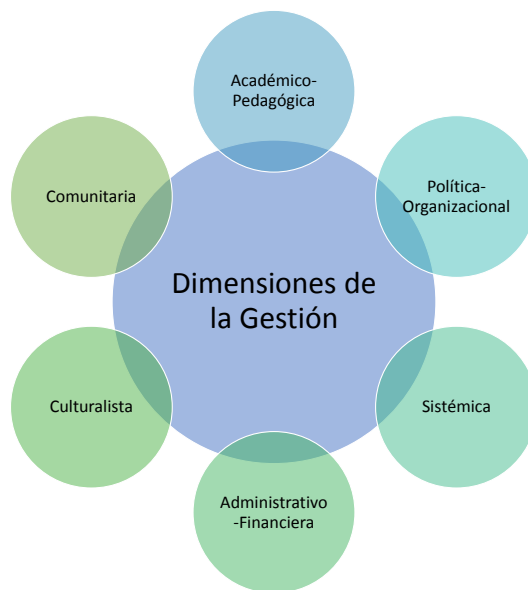 Académico-
Pedagógica
Comunitaria
Política-
Organizacional
Dimensiones de
la Gestión
Culturalista
Sistémica
Administrativo
-Financiera